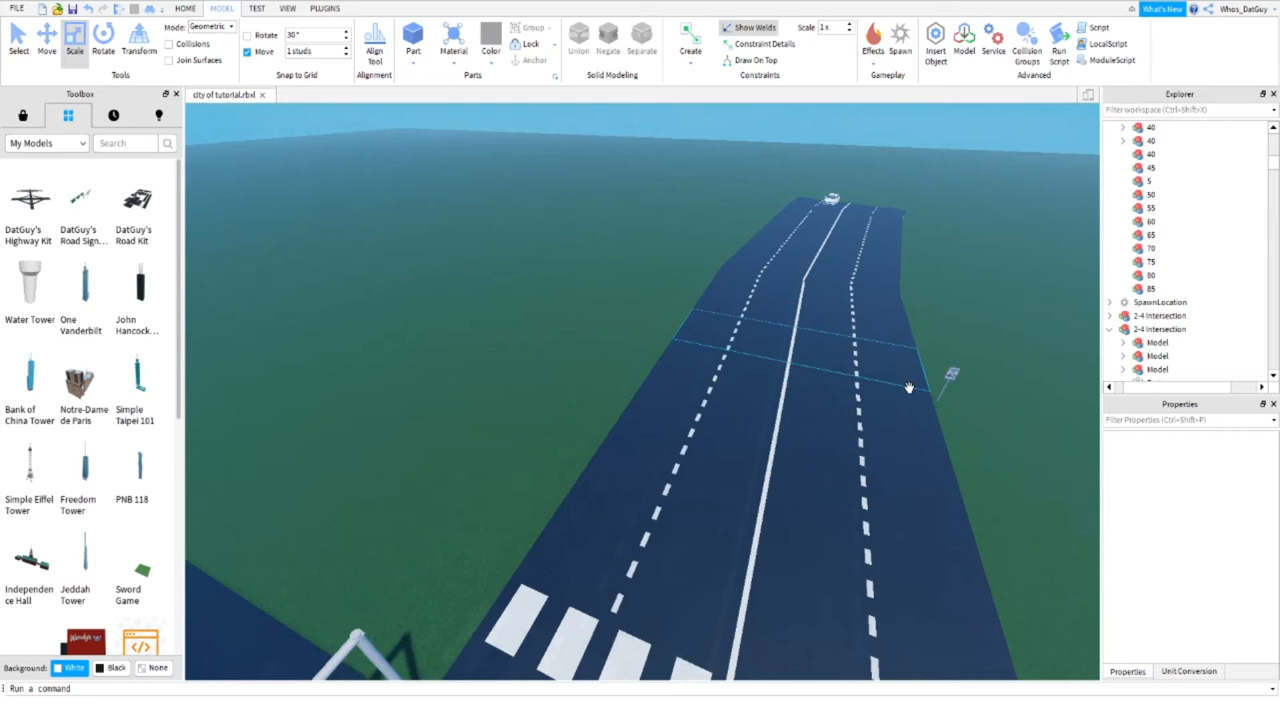 FILE
HOME
MODEL
TEST
VIEW
PLUGINS
What's New
Whos_DatGuy
Select
Move
Scale
Rotate
Transform
Mode: Geometric
Collisions
Join Surfaces
Tools
Rotate 30°
Move 1 studs
Snap to Grid
Align Tool
Alignment
Part
Material
Color
Group
Lock
Anchor
Parts
Union
Negate
Separate
Solid Modeling
Create
Show Welds
Constraint Details
Draw On Top
Scale 1x
Constraints
Effects
Spawn
Gameplay
Insert Object
Model
Service
Collision Groups
Run Script
Script
LocalScript
ModuleScript
Advanced
Toolbox
city of tutorial.rbxl
My Models
Search
DatGuy's Highway Kit
DatGuy's Road Sign...
DatGuy's Road Kit
Water Tower
One Vanderbilt
John Hancock...
Bank of China Tower
Notre-Dame de Paris
Simple Taipei 101
Simple Eiffel Tower
Freedom Tower
PNB 118
Independen ce Hall
Jeddah Tower
Sword Game
Background: White Black None
Run a command
Explorer
Filter workspace (Ctrl+Shift+X)
40
40
40
45
5
50
55
60
65
70
75
80
85
SpawnLocation
2-4 Intersection
2-4 Intersection
Model
Model
Model
Properties
Filter Properties (Ctrl+Shift+P)
Properties
Unit Conversion